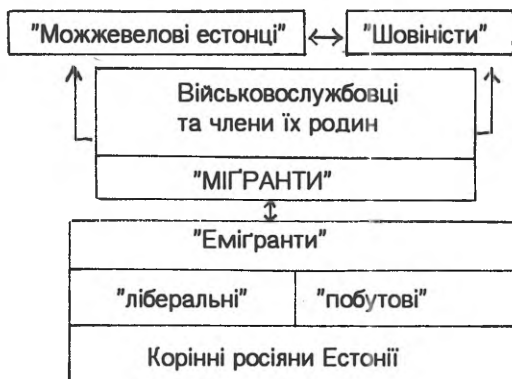 "Можжевелові естонці" ↔ "Шовіністи"
Військовослужбовці
та члени їх родин
"МІҐРАНТИ"
"Еміґранти"
"ліберальні" "побутові"
Корінні росіяни Естонії